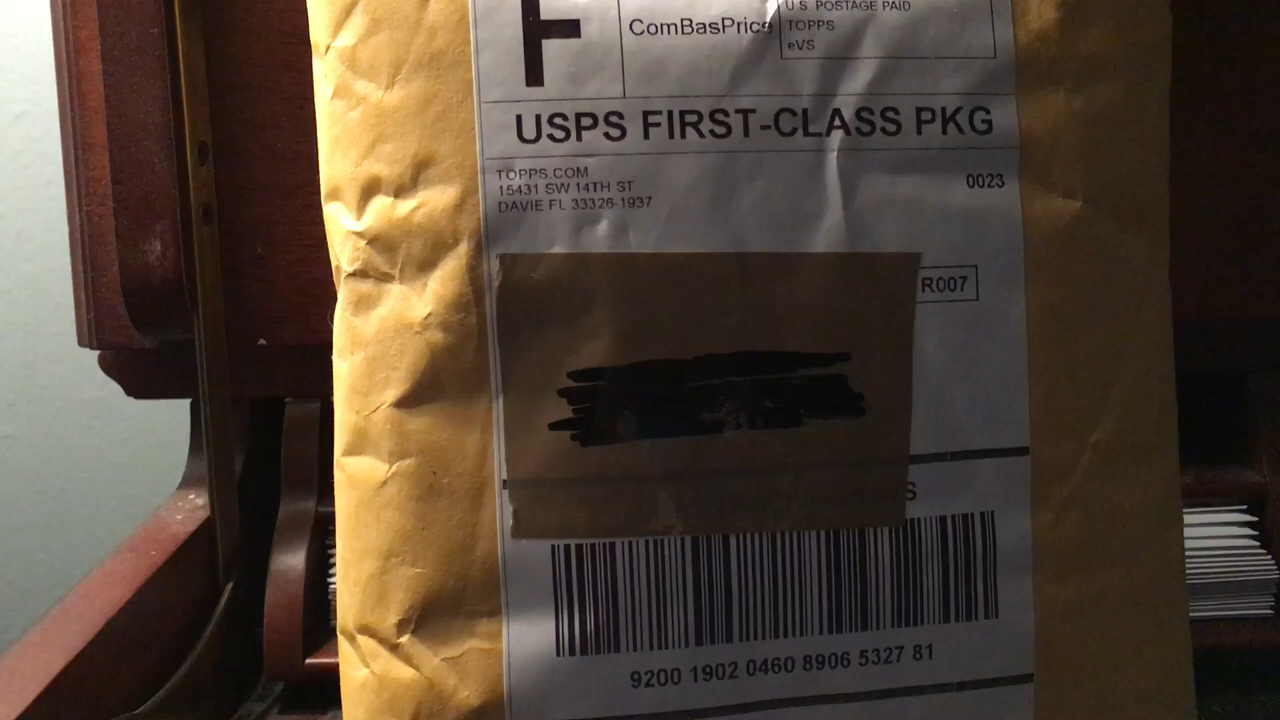 F
ComBasPrice
U S POSTAGE PAID
TOPPS
eVS
USPS FIRST-CLASS PKG
TOPPS.COM
15431 SW 14TH ST
DAVIE FL 33326-1937
0023
R007
S
9200 1902 0460 8906 5327 81